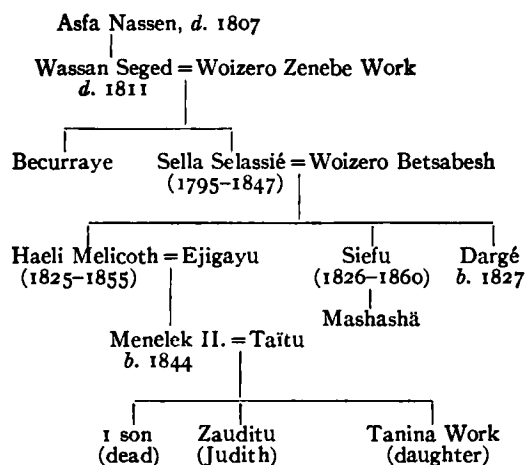 Asfa Nassen, d. 1807
Wassan Seged = Woizero Zenebe Work
d. 1811
Becurraye Sella Selassié = Woizero Betsabesh
(1795–1847)
Haeli Melicoth = Ejigayu Siefu Dargé
(1825–1855) (1826–1860) b. 1827
Mashashä
Menelek II. = Taïtu
b. 1844
1 son Zauditu Tanina Work
(dead) (Judith) (daughter)